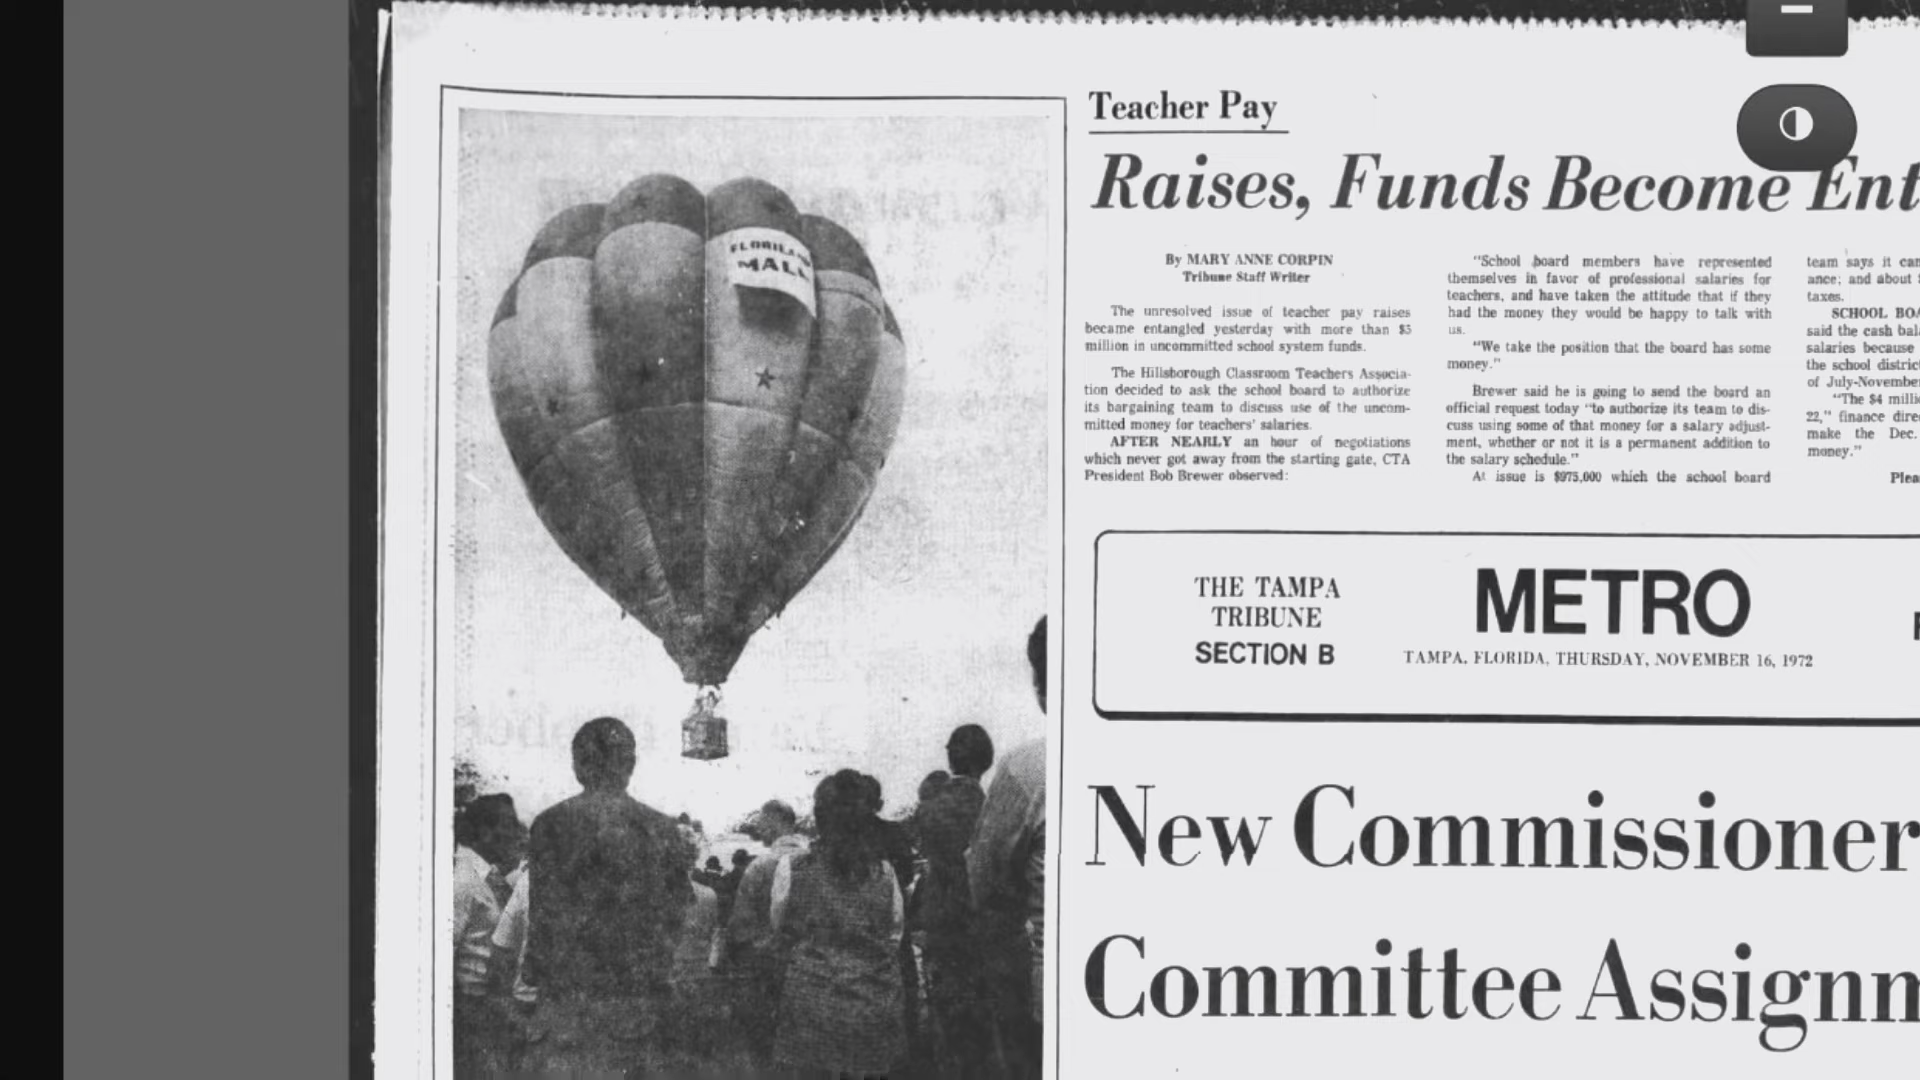 FLORILAND
MALL
Teacher Pay
Raises, Funds Become Ent
By MARY ANNE CORPIN
Tribune Staff Writer
The unresolved issue of teacher pay raises
became entangled yesterday with more than $5
million in uncommitted school system funds.
The Hillsborough Classroom Teachers Associa-
tion decided to ask the school board to authorize
its bargaining team to discuss use of the uncom-
mitted money for teachers' salaries.
AFTER NEARLY an hour of negotiations
which never got away from the starting gate, CTA
President Bob Brewer observed:
"School board members have represented
themselves in favor of professional salaries for
teachers, and have taken the attitude that if they
had the money they would be happy to talk with
us.
"We take the position that the board has some
money."
Brewer said he is going to send the board an
official request today "to authorize its team to dis-
cuss using some of that money for a salary adjust-
ment, whether or not it is a permanent addition to
the salary schedule."
At issue is $975,000 which the school board
team says it can
ance; and about
taxes.
SCHOOL BOA
said the cash bala
salaries because
the school distric
of July-November
"The $4 milli
22," finance dire
make the Dec.
money."
Plea
THE TAMPA
TRIBUNE
SECTION B
METRO
TAMPA, FLORIDA, THURSDAY, NOVEMBER 16, 1972
New Commissioner
Committee Assignm